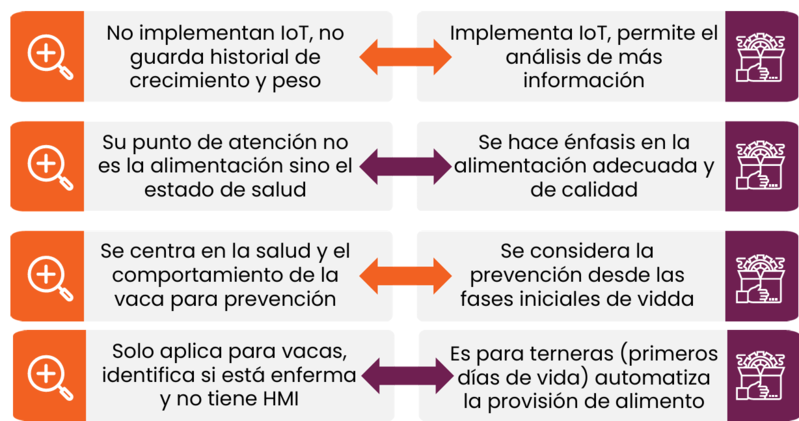 No implementan IoT, no
guarda historial de
crecimiento y peso
Implementa IoT, permite el
análisis de más
información
Su punto de atención no
es la alimentación sino el
estado de salud
Se hace énfasis en la
alimentación adecuada y
de calidad
Se centra en la salud y el
comportamiento de la
vaca para prevención
Se considera la
prevención desde las
fases iniciales de vidda
Solo aplica para vacas,
identifica si está enferma
y no tiene HMI
Es para terneras (primeros
días de vida) automatiza
la provisión de alimento